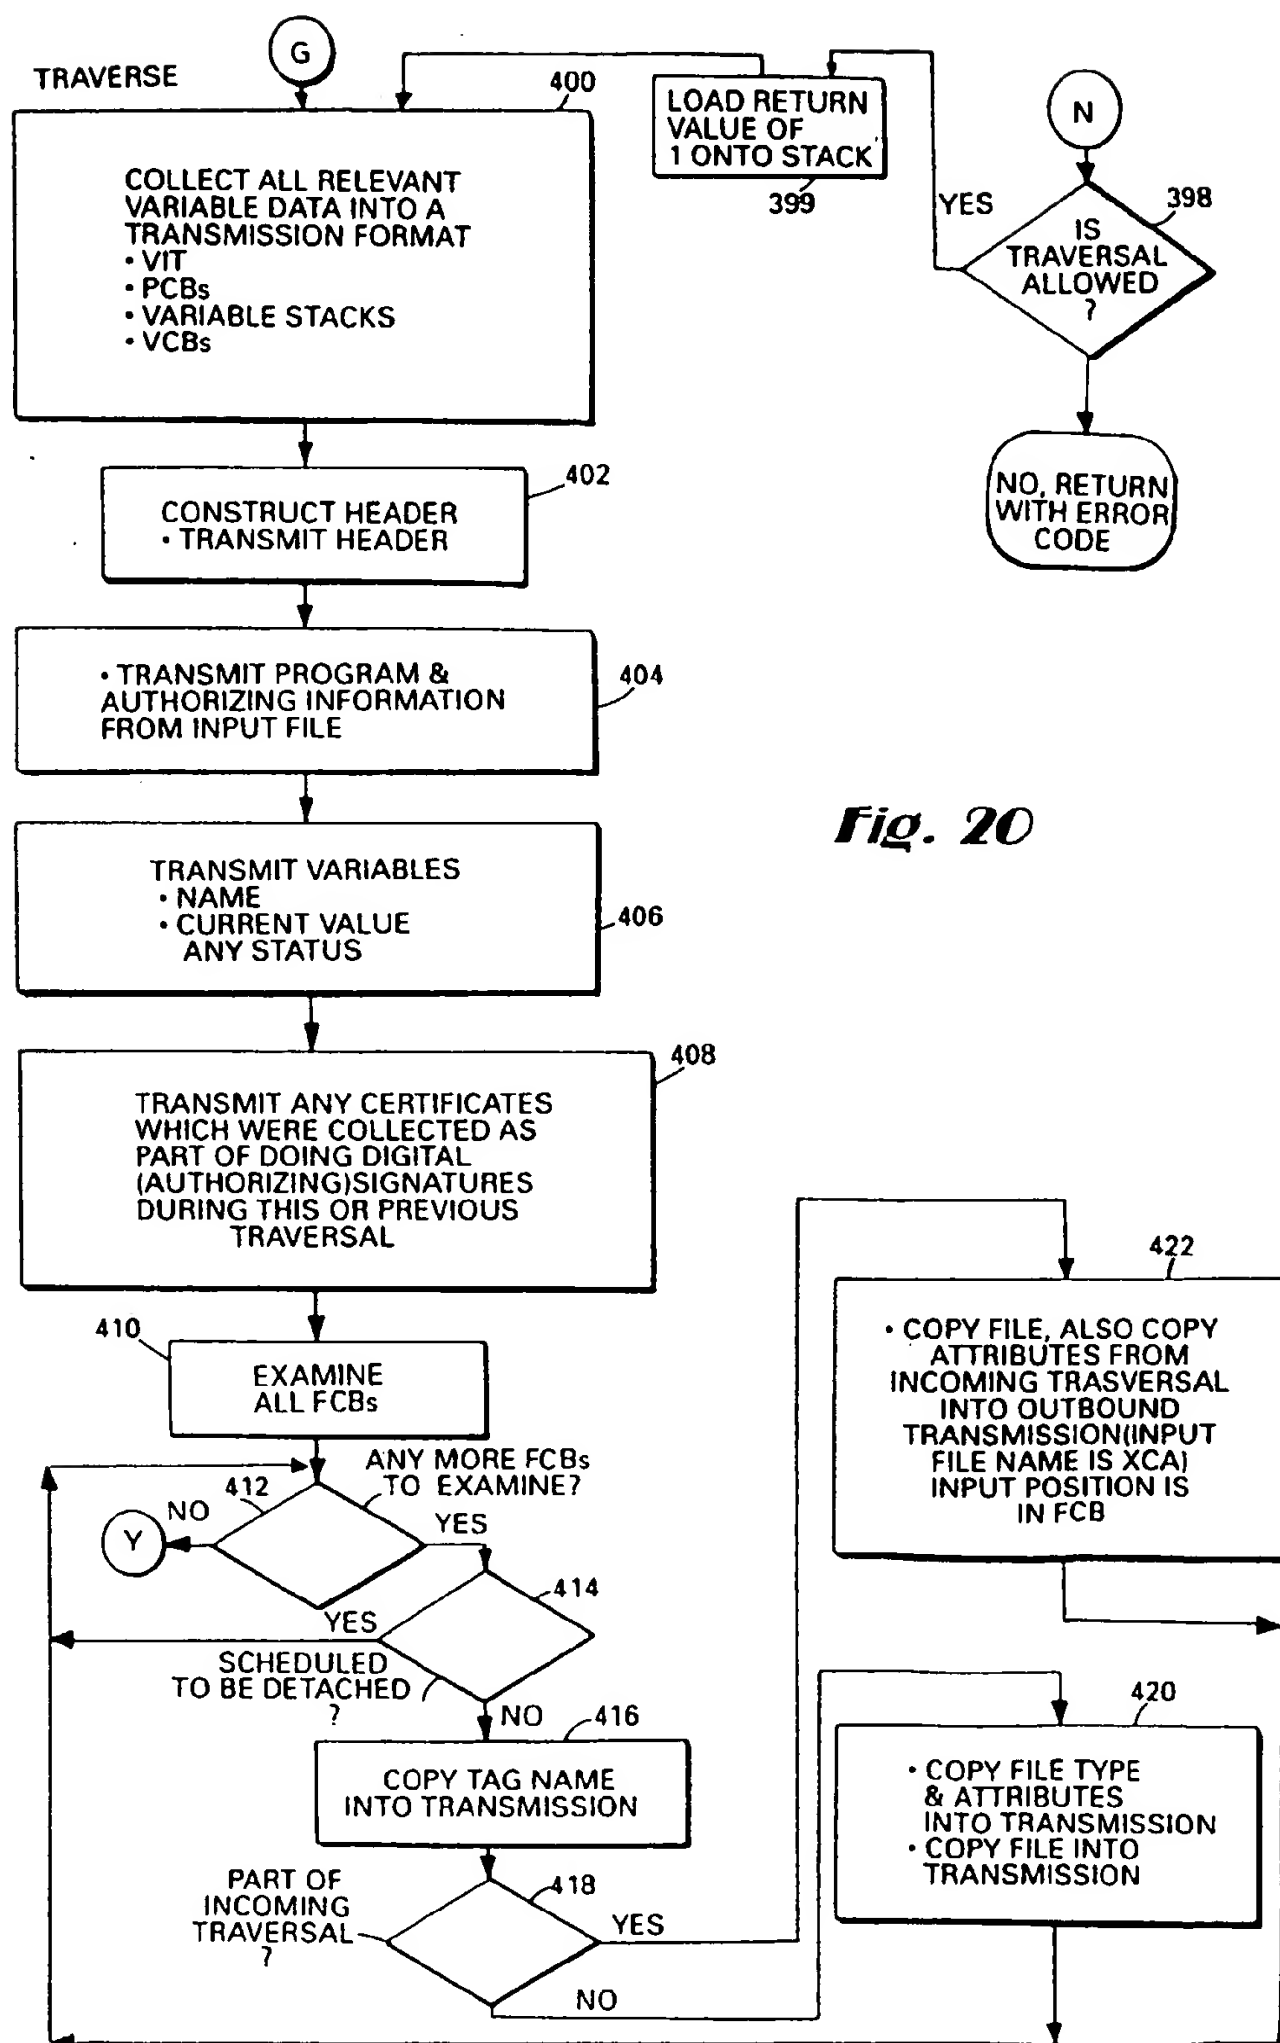 G
TRAVERSE
400
COLLECT ALL RELEVANT
VARIABLE DATA INTO A
TRANSMISSION FORMAT
• VIT
• PCBs
• VARIABLE STACKS
• VCBs
LOAD RETURN
VALUE OF
1 ONTO STACK
399
N
398
YES
IS
TRAVERSAL
ALLOWED
?
NO, RETURN
WITH ERROR
CODE
402
CONSTRUCT HEADER
• TRANSMIT HEADER
404
• TRANSMIT PROGRAM &
AUTHORIZING INFORMATION
FROM INPUT FILE
Fig. 20
406
TRANSMIT VARIABLES
• NAME
• CURRENT VALUE
ANY STATUS
408
TRANSMIT ANY CERTIFICATES
WHICH WERE COLLECTED AS
PART OF DOING DIGITAL
(AUTHORIZING)SIGNATURES
DURING THIS OR PREVIOUS
TRAVERSAL
410
EXAMINE
ALL FCBs
ANY MORE FCBs
TO EXAMINE?
412
NO
Y
YES
414
YES
SCHEDULED
TO BE DETACHED
?
NO
416
COPY TAG NAME
INTO TRANSMISSION
418
PART OF
INCOMING
TRAVERSAL
?
YES
NO
422
• COPY FILE, ALSO COPY
ATTRIBUTES FROM
INCOMING TRASVERSAL
INTO OUTBOUND
TRANSMISSION(INPUT
FILE NAME IS XCA)
INPUT POSITION IS
IN FCB
420
• COPY FILE TYPE
& ATTRIBUTES
INTO TRANSMISSION
• COPY FILE INTO
TRANSMISSION